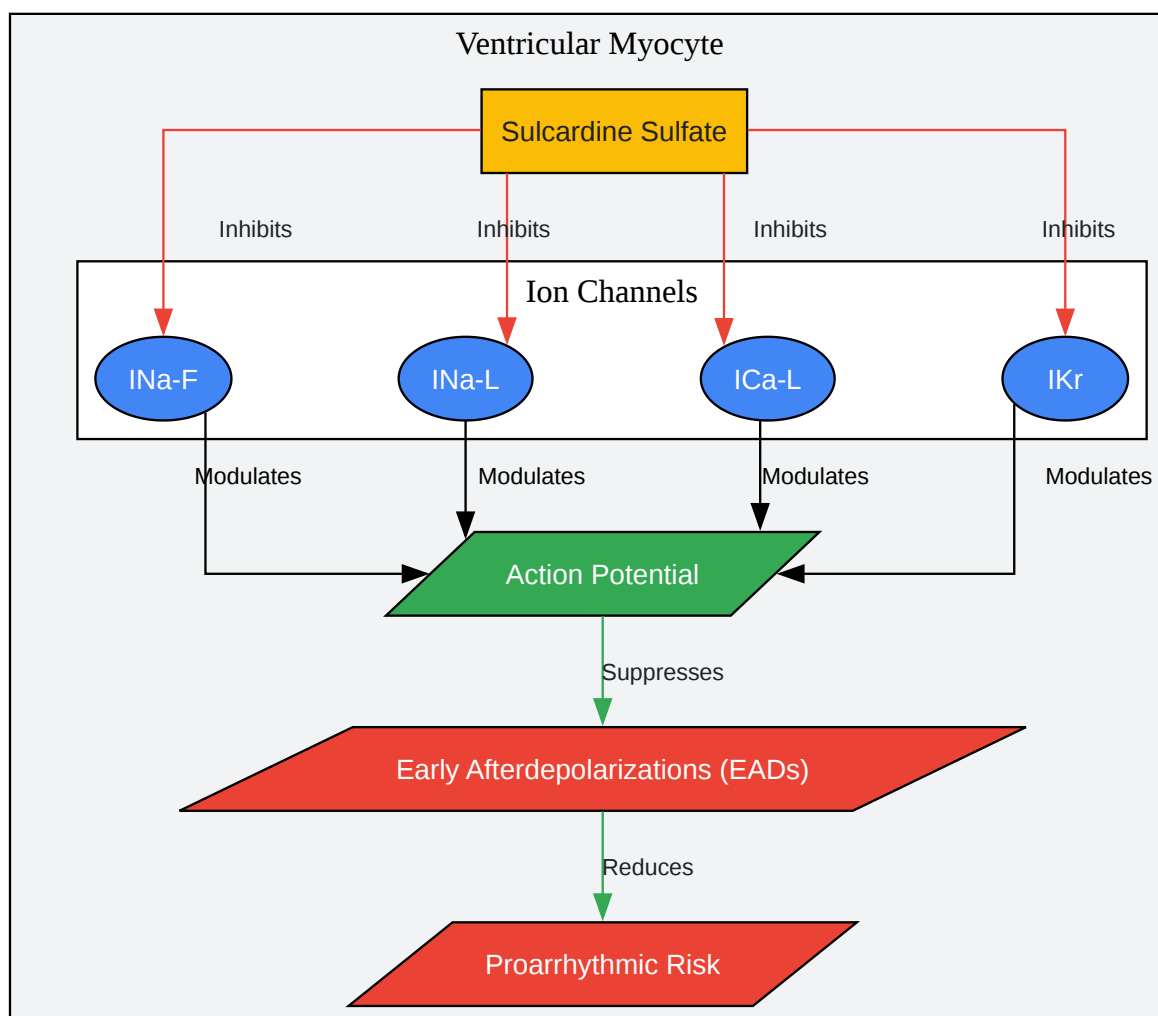 Ventricular Myocyte
Sulcardine Sulfate
Inhibits Inhibits Inhibits Inhibits
Ion Channels
INa-F INa-L ICa-L IKr
Modulates Modulates Modulates Modulates
Action Potential
Suppresses
Early Afterdepolarizations (EADs)
Reduces
Proarrhythmic Risk